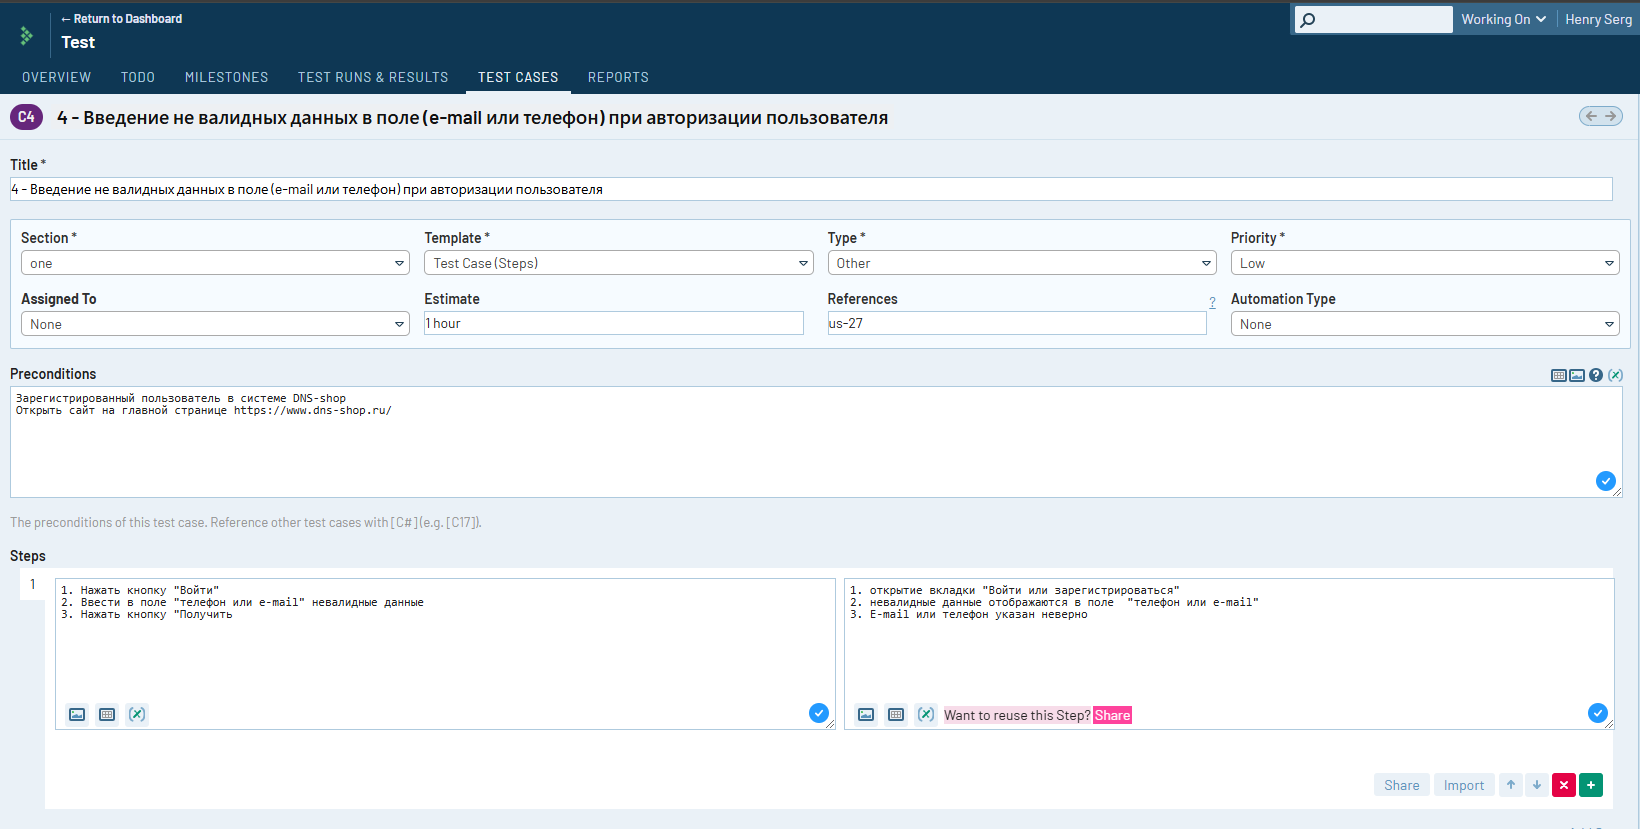 ← Return to Dashboard
Test
Working On
Henry Serg
OVERVIEW TODO MILESTONES TEST RUNS & RESULTS TEST CASES REPORTS
C4 4 - Введение не валидных данных в поле (e-mail или телефон) при авторизации пользователя
Title *
4 - Введение не валидных данных в поле (e-mail или телефон) при авторизации пользователя
Section * Template * Type * Priority *
one Test Case (Steps) Other Low
Assigned To Estimate References ? Automation Type
None 1 hour us-27 None
Preconditions
Зарегистрированный пользователь в системе DNS-shop
Открыть сайт на главной странице https://www.dns-shop.ru/
The preconditions of this test case. Reference other test cases with [C#] (e.g. [C17]).
Steps
1
1. Нажать кнопку "Войти"
2. Ввести в поле "телефон или e-mail" невалидные данные
3. Нажать кнопку "Получить
1. открытие вкладки "Войти или зарегистрироваться"
2. невалидные данные отображаются в поле  "телефон или e-mail"
3. E-mail или телефон указан неверно
Want to reuse this Step? Share
Share Import